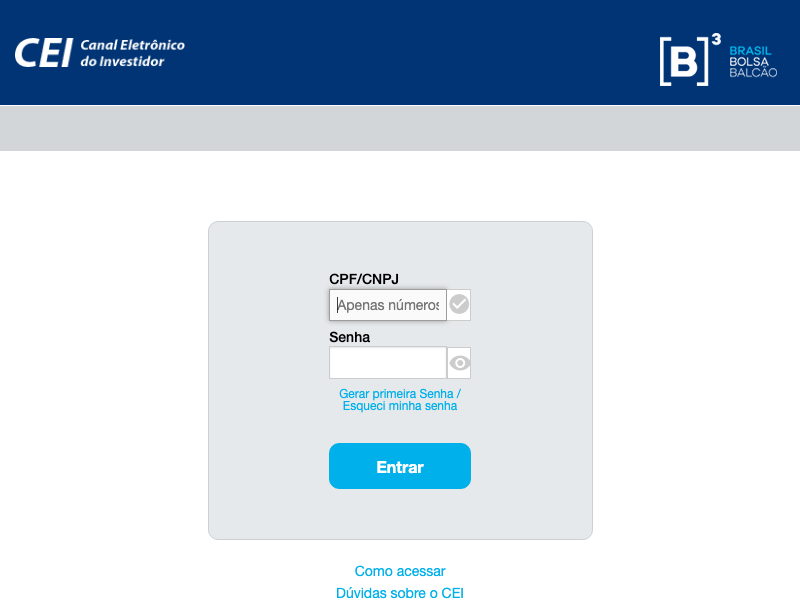 CEI Canal Eletrônico
do Investidor
[B]³ BRASIL
BOLSA
BALCÃO
CPF/CNPJ
Apenas números
Senha
Gerar primeira Senha /
Esqueci minha senha
Entrar
Como acessar
Dúvidas sobre o CEI